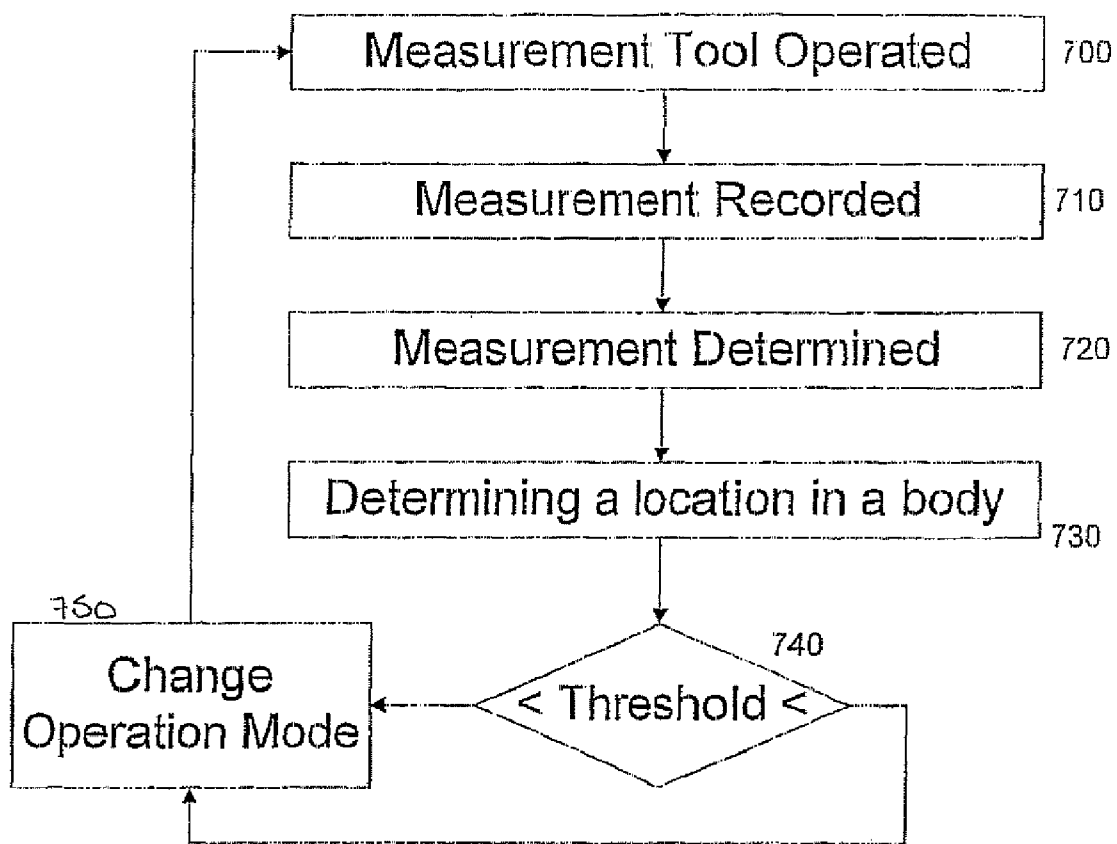 Measurement Tool Operated
700
Measurement Recorded
710
Measurement Determined
720
Determining a location in a body
730
740
< Threshold <
750
Change
Operation Mode